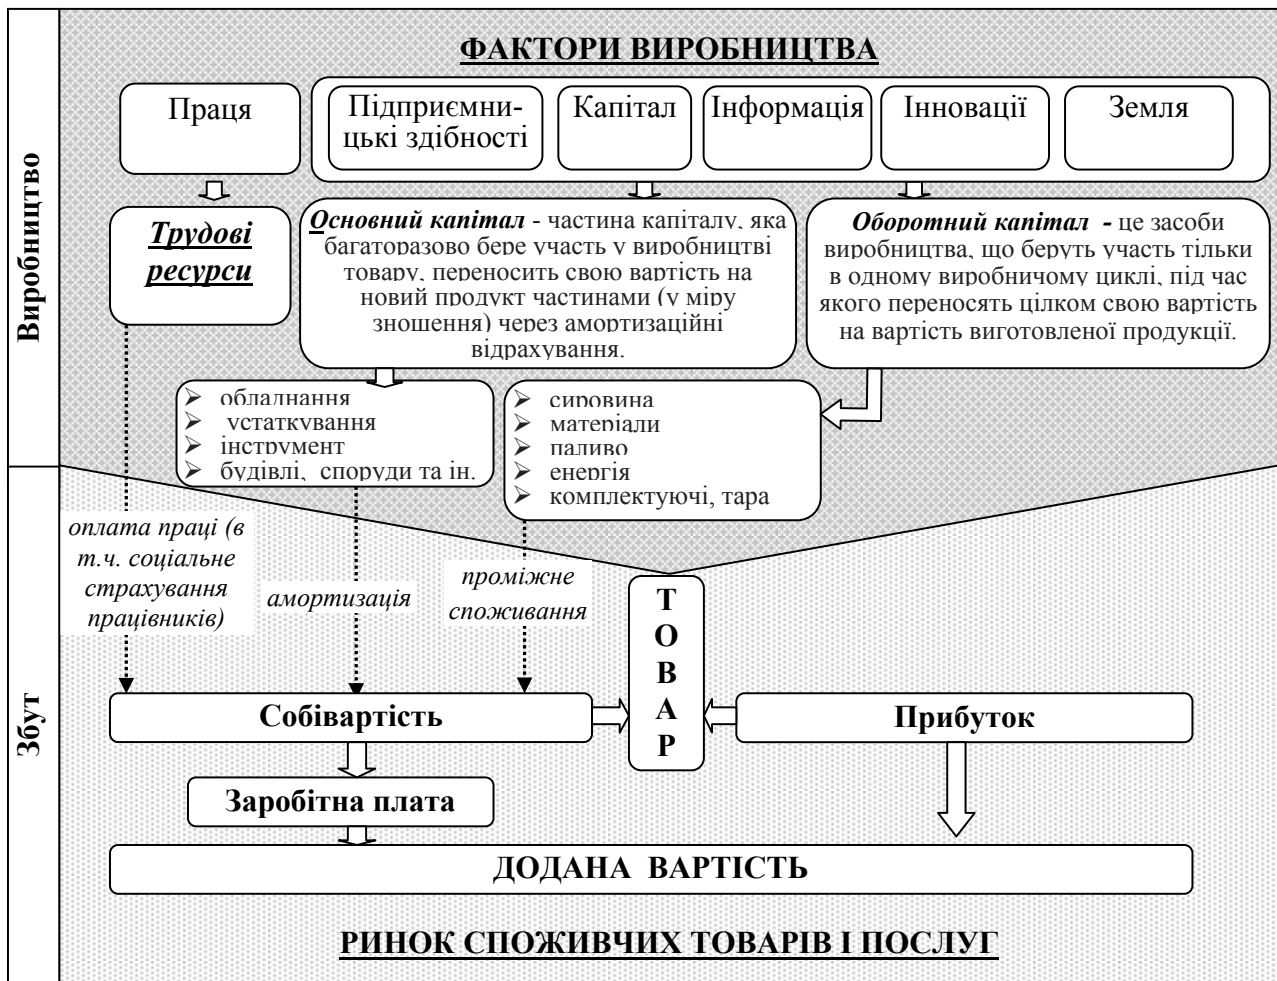 ФАКТОРИ ВИРОБНИЦТВА
Виробництво
Праця
Підприємни-
цькі здібності
Капітал
Інформація
Інновації
Земля
Трудові
ресурси
Основний капітал - частина капіталу, яка
багаторазово бере участь у виробництві
товару, переносить свою вартість на
новий продукт частинами (у міру
зношення) через амортизаційні
відрахування.
Оборотний капітал - це засоби
виробництва, що беруть участь тільки
в одному виробничому циклі, під час
якого переносять цілком свою вартість
на вартість виготовленої продукції.
➢ обладнання
➢ устаткування
➢ інструмент
➢ будівлі, споруди та ін.
➢ сировина
➢ матеріали
➢ паливо
➢ енергія
➢ комплектуючі, тара
Збут
оплата праці (в
т.ч. соціальне
страхування
працівників)
амортизація
проміжне
споживання
Т
О
В
А
Р
Собівартість
Прибуток
Заробітна плата
ДОДАНА ВАРТІСТЬ
РИНОК СПОЖИВЧИХ ТОВАРІВ І ПОСЛУГ